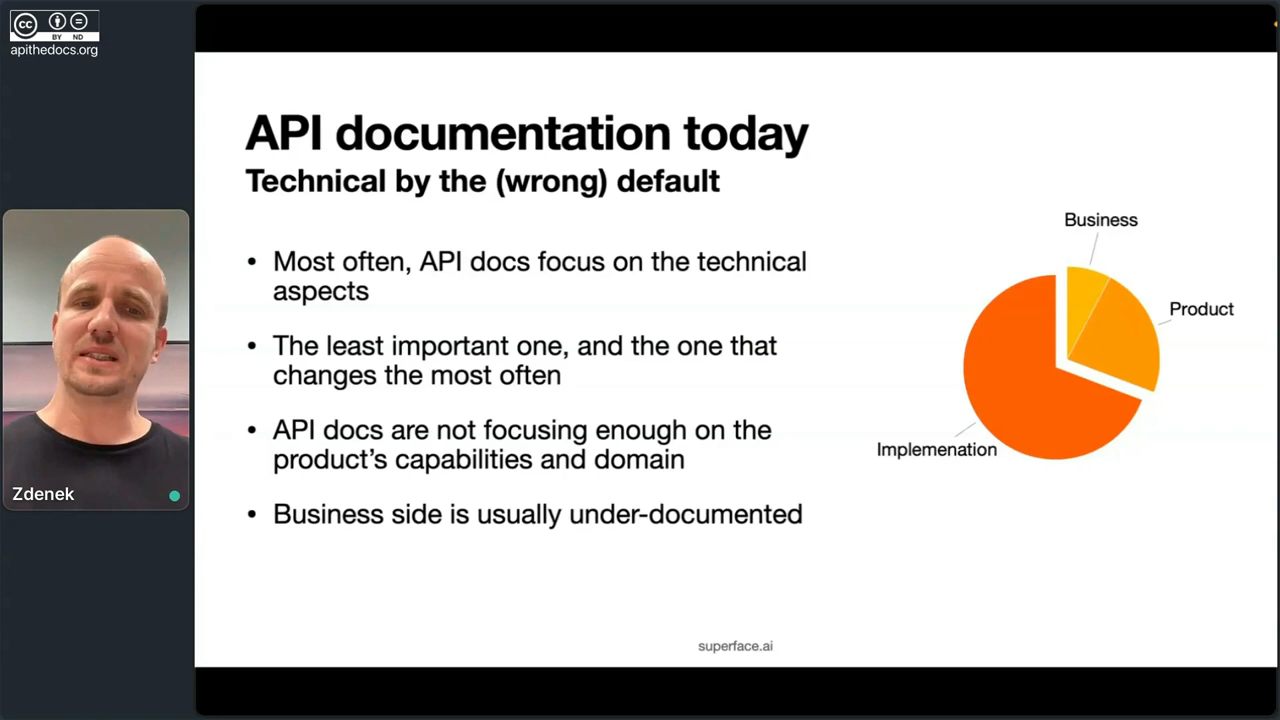 cc
BY ND
apithedocs.org
API documentation today
Technical by the (wrong) default
• Most often, API docs focus on the technical
aspects
• The least important one, and the one that
changes the most often
• API docs are not focusing enough on the
product's capabilities and domain
• Business side is usually under-documented
Business
Product
Implemenation
Zdenek
superface.ai